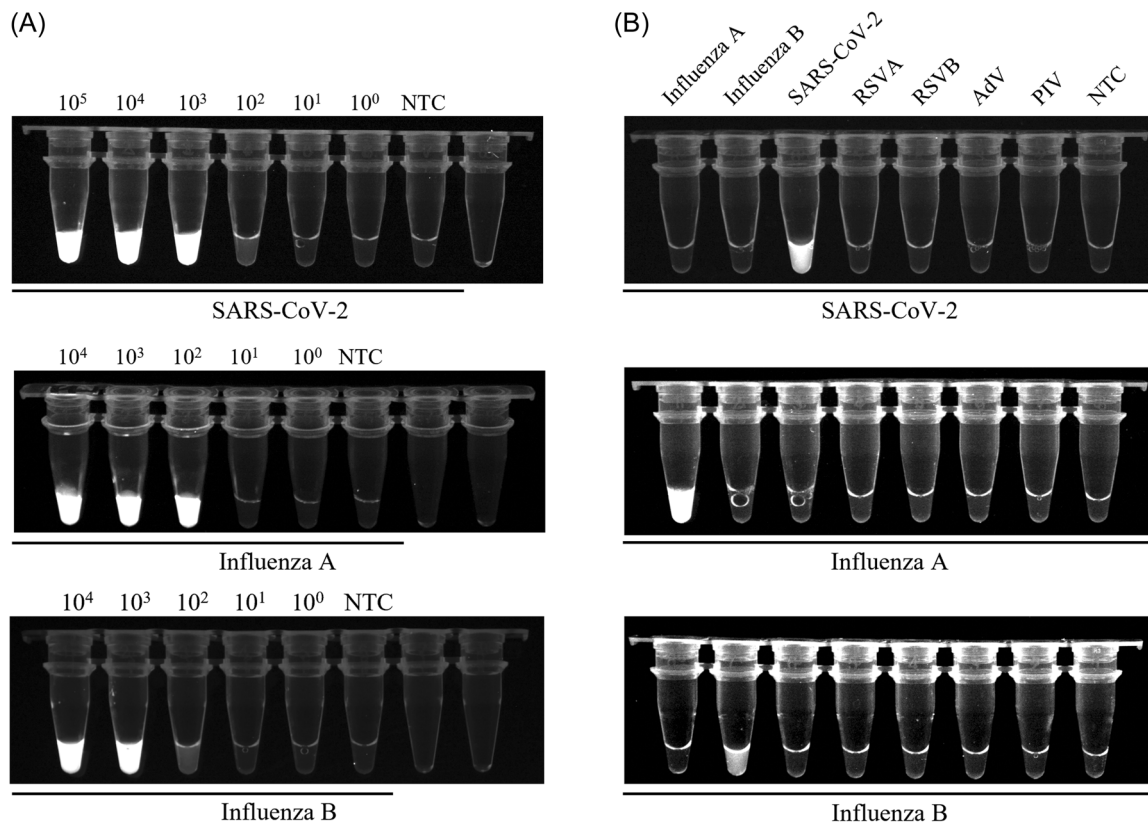 (A)
10⁵ 10⁴ 10³ 10² 10¹ 10⁰ NTC
SARS-CoV-2
10⁴ 10³ 10² 10¹ 10⁰ NTC
Influenza A
10⁴ 10³ 10² 10¹ 10⁰ NTC
Influenza B
(B)
Influenza A Influenza B SARS-CoV-2 RSVA RSVB AdV PIV NTC
SARS-CoV-2
Influenza A
Influenza B